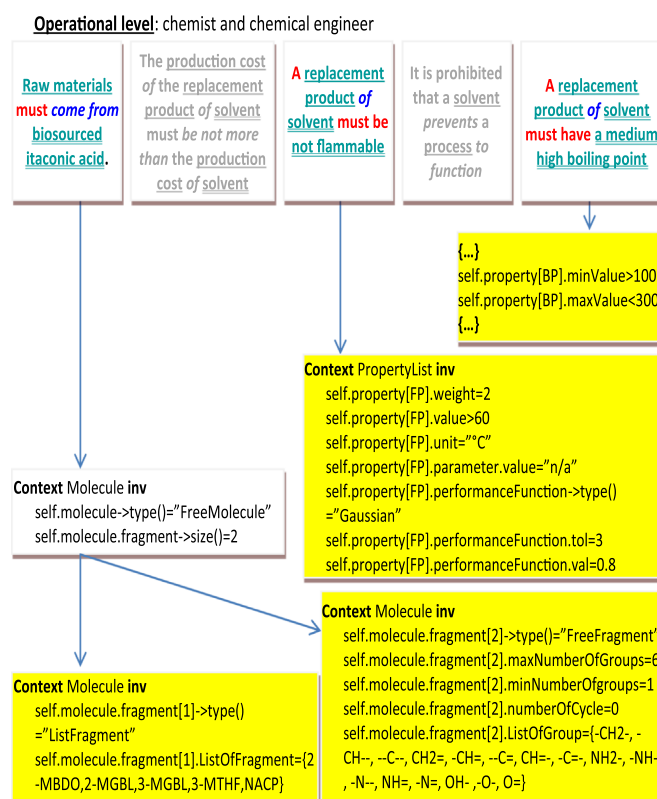 Operational level: chemist and chemical engineer
Raw materials
must come from
biosourced
itaconic acid.
The production cost
of the replacement
product of solvent
must be not more
than the production
cost of solvent
A replacement
product of
solvent must be
not flammable
It is prohibited
that a solvent
prevents a
process to
function
A replacement
product of solvent
must have a medium
high boiling point
{...}
self.property[BP].minValue>100
self.property[BP].maxValue<300
{...}
Context PropertyList inv
self.property[FP].weight=2
self.property[FP].value>60
self.property[FP].unit="°C"
self.property[FP].parameter.value="n/a"
self.property[FP].performanceFunction->type()
="Gaussian"
self.property[FP].performanceFunction.tol=3
self.property[FP].performanceFunction.val=0.8
Context Molecule inv
self.molecule->type()="FreeMolecule"
self.molecule.fragment->size()=2
Context Molecule inv
self.molecule.fragment[1]->type()
="ListFragment"
self.molecule.fragment[1].ListOfFragment={2
-MBDO,2-MGBL,3-MGBL,3-MTHF,NACP}
Context Molecule inv
self.molecule.fragment[2]->type()="FreeFragment"
self.molecule.fragment[2].maxNumberOfGroups=6
self.molecule.fragment[2].minNumberOfgroups=1
self.molecule.fragment[2].numberOfCycle=0
self.molecule.fragment[2].ListOfGroup={-CH2-, -
CH--, --C--, CH2=, -CH=, --C=, CH=-, -C=-, NH2-, -NH-
, -N--, NH=, -N=, OH- ,-O-, O=}